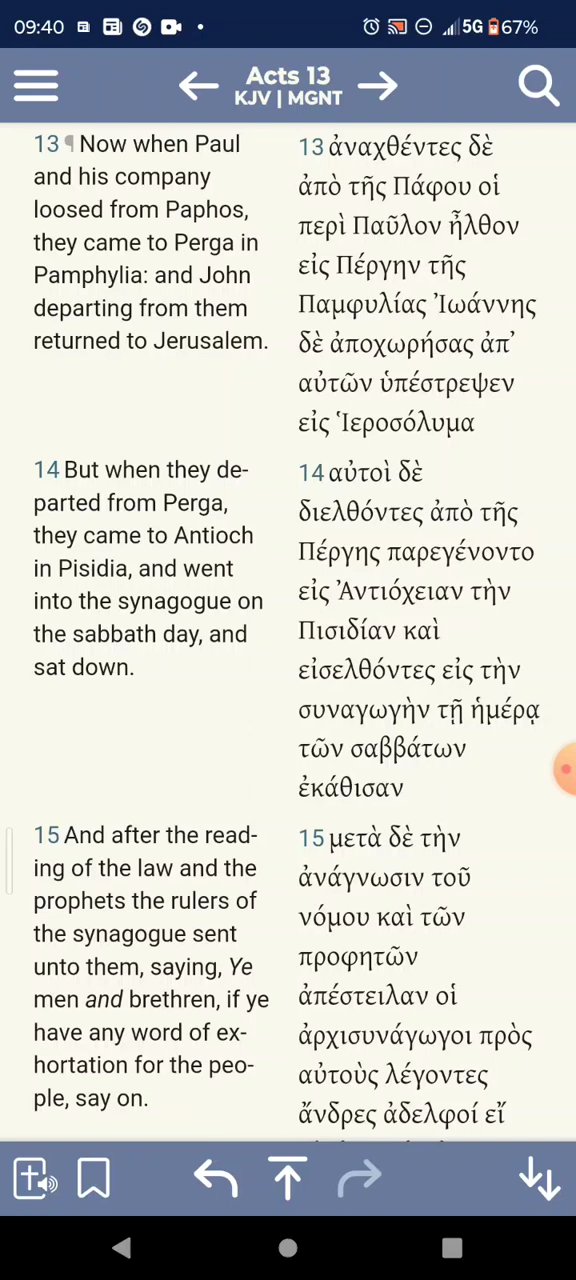 09:40
5G 67%
Acts 13
KJV | MGNT
13 ¶ Now when Paul
and his company
loosed from Paphos,
they came to Perga in
Pamphylia: and John
departing from them
returned to Jerusalem.
13 ἀναχθέντες δὲ
ἀπὸ τῆς Πάφου οἱ
περὶ Παῦλον ἦλθον
εἰς Πέργην τῆς
Παμφυλίας Ἰωάννης
δὲ ἀποχωρήσας ἀπ’
αὐτῶν ὑπέστρεψεν
εἰς Ἱεροσόλυμα
14 But when they de-
parted from Perga,
they came to Antioch
in Pisidia, and went
into the synagogue on
the sabbath day, and
sat down.
14 αὐτοὶ δὲ
διελθόντες ἀπὸ τῆς
Πέργης παρεγένοντο
εἰς Ἀντιόχειαν τὴν
Πισιδίαν καὶ
εἰσελθόντες εἰς τὴν
συναγωγὴν τῇ ἡμέρᾳ
τῶν σαββάτων
ἐκάθισαν
15 And after the read-
ing of the law and the
prophets the rulers of
the synagogue sent
unto them, saying, Ye
men and brethren, if ye
have any word of ex-
hortation for the peo-
ple, say on.
15 μετὰ δὲ τὴν
ἀνάγνωσιν τοῦ
νόμου καὶ τῶν
προφητῶν
ἀπέστειλαν οἱ
ἀρχισυνάγωγοι πρὸς
αὐτοὺς λέγοντες
ἄνδρες ἀδελφοί εἴ